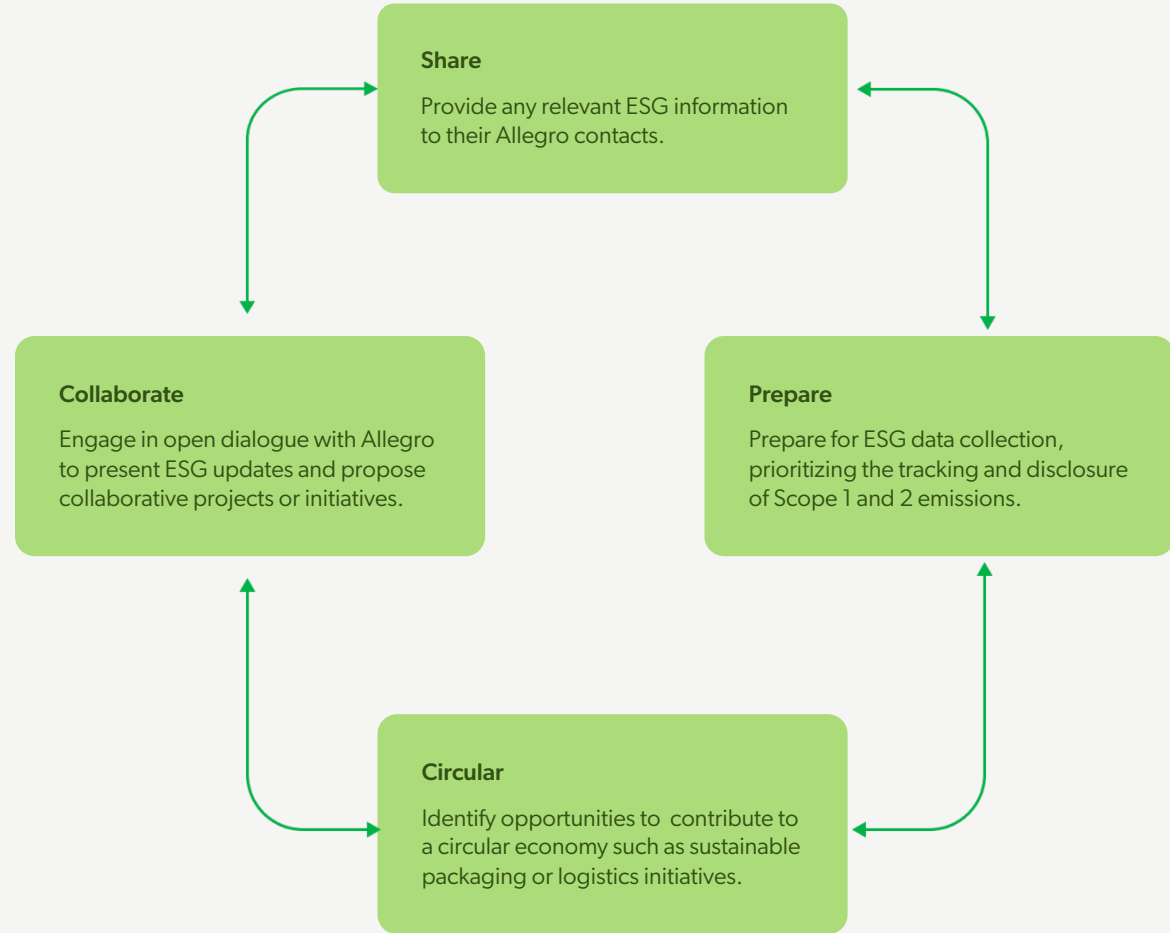 Share
Provide any relevant ESG information
to their Allegro contacts.
Collaborate
Engage in open dialogue with Allegro
to present ESG updates and propose
collaborative projects or initiatives.
Prepare
Prepare for ESG data collection,
prioritizing the tracking and disclosure
of Scope 1 and 2 emissions.
Circular
Identify opportunities to  contribute to
a circular economy such as sustainable
packaging or logistics initiatives.